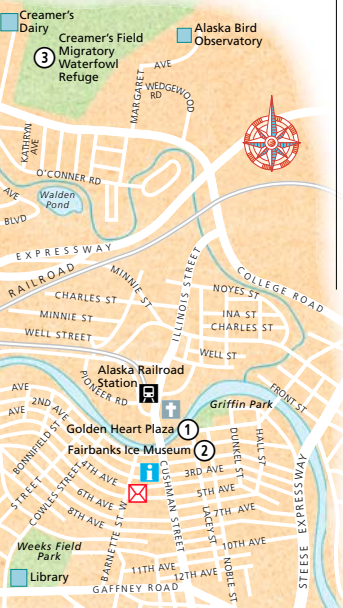 Creamer's
Dairy
Alaska Bird
Observatory
3
Creamer's Field
Migratory
Waterfowl
Refuge
MARGARET
AVE
WEDGEWOOD
RD
KATHRYN
AVE
O'CONNER RD
Walden
Pond
AVE
BLVD
EXPRESSWAY
RAILROAD
COLLEGE ROAD
MINNIE ST
ILLINOIS STREET
NOYES ST
CHARLES ST
INA ST
MINNIE ST
CHARLES ST
WELL STREET
WELL ST
Alaska Railroad
Station
PIONEER RD
FRONT ST
AVE
2ND AVE
AVE
Griffin Park
Golden Heart Plaza 1
Fairbanks Ice Museum 2
BONNIFIELD ST
DUNKEL ST
HALL ST
STREET
COWLES STREET
4TH AVE
i
3RD AVE
6TH AVE
5TH AVE
8TH AVE
7TH AVE
CUSHMAN STREET
LACEY ST
BARNETTE ST W
10TH AVE
STEESE EXPRESSWAY
Weeks Field
Park
11TH AVE
12TH AVE
NOBLE ST
Library
GAFFNEY ROAD